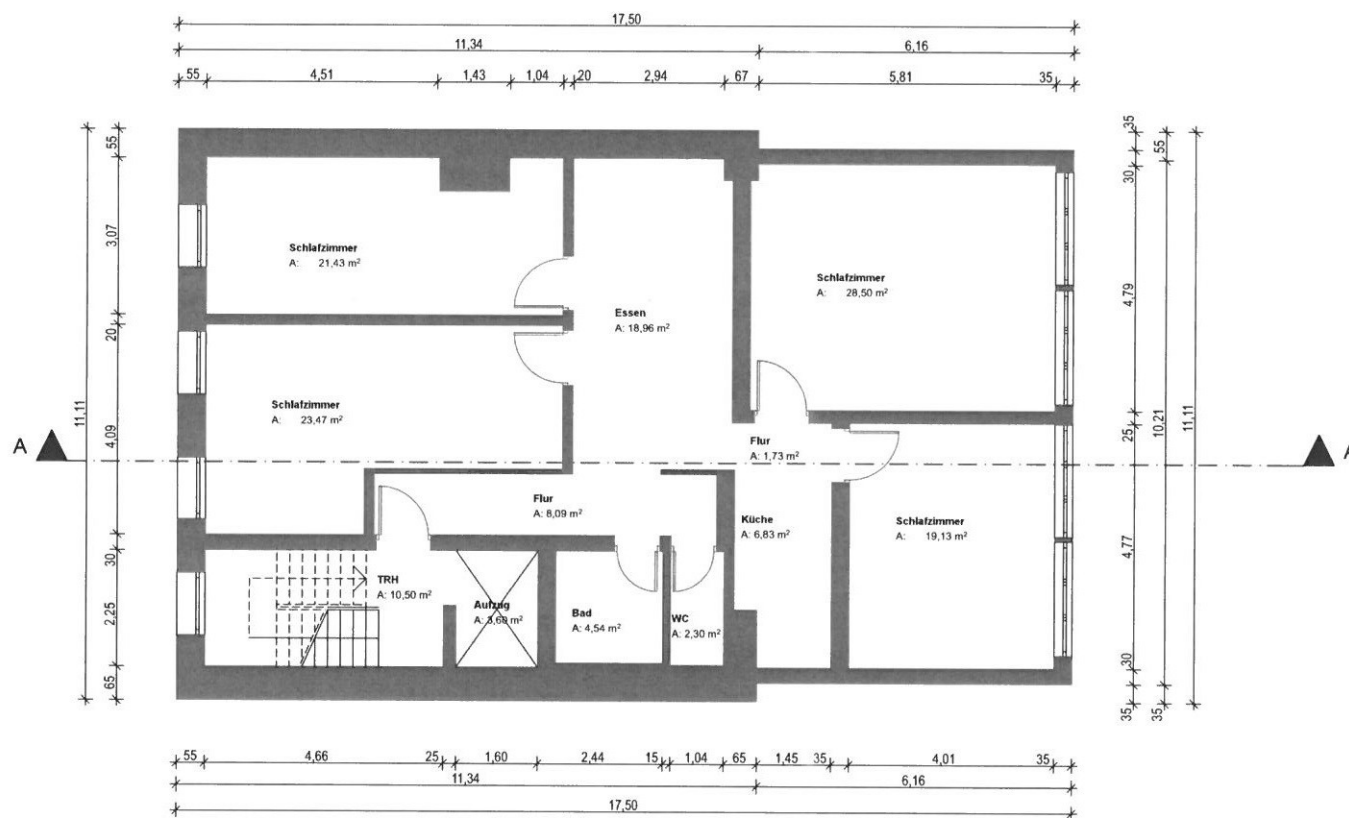 17,50
11,34 6,16
55 4,51 1,43 1,04 20 2,94 67 5,81 35
11,11
55 3,07 20 4,09 30 2,25 65
35 30 4,79 25 4,77 30 35
55 10,21 35
11,11
Schlafzimmer
A: 21,43 m²
Schlafzimmer
A: 28,50 m²
Essen
A: 18,96 m²
Schlafzimmer
A: 23,47 m²
A
A
Flur
A: 1,73 m²
Flur
A: 8,09 m²
Küche
A: 6,83 m²
Schlafzimmer
A: 19,13 m²
TRH
A: 10,50 m²
Aufzug
A: 3,60 m²
Bad
A: 4,54 m²
WC
A: 2,30 m²
55 4,66 25 1,60 2,44 15 1,04 65 1,45 35 4,01 35
11,34 6,16
17,50